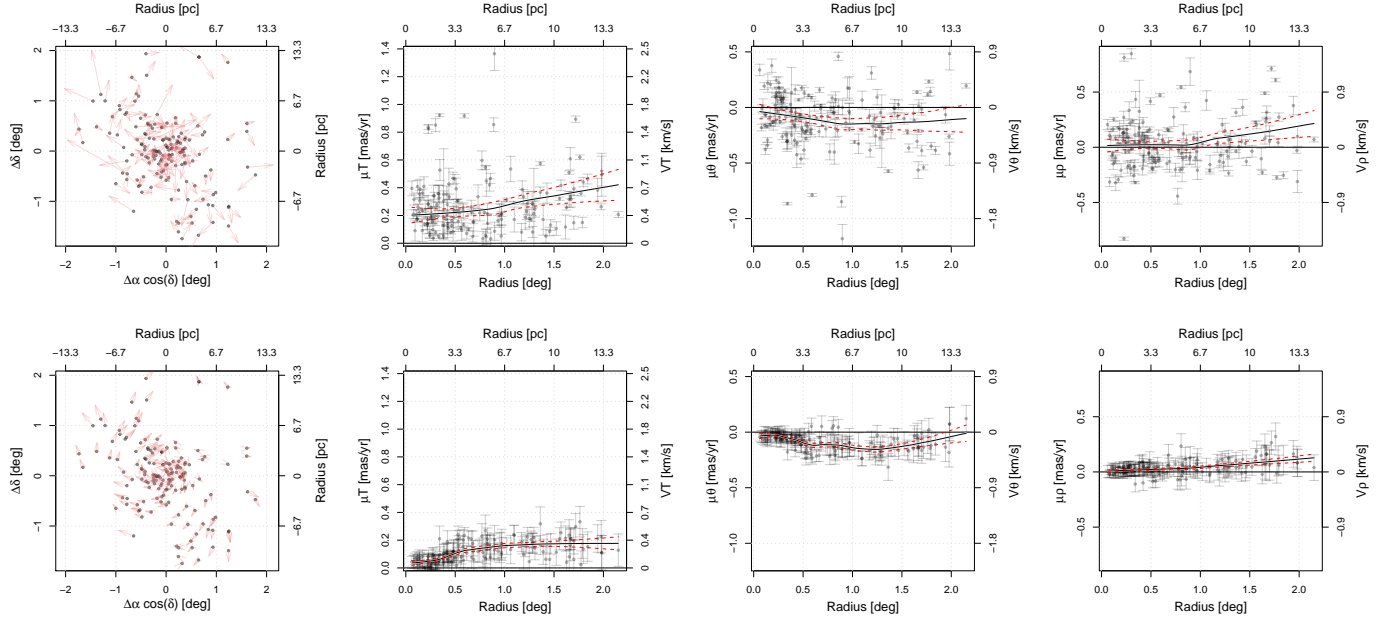 Radius [pc] Radius [pc] Radius [pc] Radius [pc]
−13.3 −6.7 0 6.7 13.3 0 3.3 6.7 10 13.3 0 3.3 6.7 10 13.3 0 3.3 6.7 10 13.3
Δδ [deg] 2 1 0 −1 13.3 6.7 0 −6.7 Radius [pc]
μT [mas/yr] 1.4 1.2 1.0 0.8 0.6 0.4 0.2 0.0 2.5 2.2 1.8 1.4 1.1 0.7 0.4 0 VT [km/s]
μθ [mas/yr] 0.5 0.0 −0.5 −1.0 0.9 0 −0.9 −1.8 Vθ [km/s]
μρ [mas/yr] 0.5 0.0 −0.5 0.9 0 −0.9 Vρ [km/s]
−2 −1 0 1 2 0.0 0.5 1.0 1.5 2.0 0.0 0.5 1.0 1.5 2.0 0.0 0.5 1.0 1.5 2.0
Δα cos(δ) [deg] Radius [deg] Radius [deg] Radius [deg]
Radius [pc] Radius [pc] Radius [pc] Radius [pc]
−13.3 −6.7 0 6.7 13.3 0 3.3 6.7 10 13.3 0 3.3 6.7 10 13.3 0 3.3 6.7 10 13.3
Δδ [deg] 2 1 0 −1 13.3 6.7 0 −6.7 Radius [pc]
μT [mas/yr] 1.4 1.2 1.0 0.8 0.6 0.4 0.2 0.0 2.5 2.2 1.8 1.4 1.1 0.7 0.4 0 VT [km/s]
μθ [mas/yr] 0.5 0.0 −0.5 −1.0 0.9 0 −0.9 −1.8 Vθ [km/s]
μρ [mas/yr] 0.5 0.0 −0.5 0.9 0 −0.9 Vρ [km/s]
−2 −1 0 1 2 0.0 0.5 1.0 1.5 2.0 0.0 0.5 1.0 1.5 2.0 0.0 0.5 1.0 1.5 2.0
Δα cos(δ) [deg] Radius [deg] Radius [deg] Radius [deg]